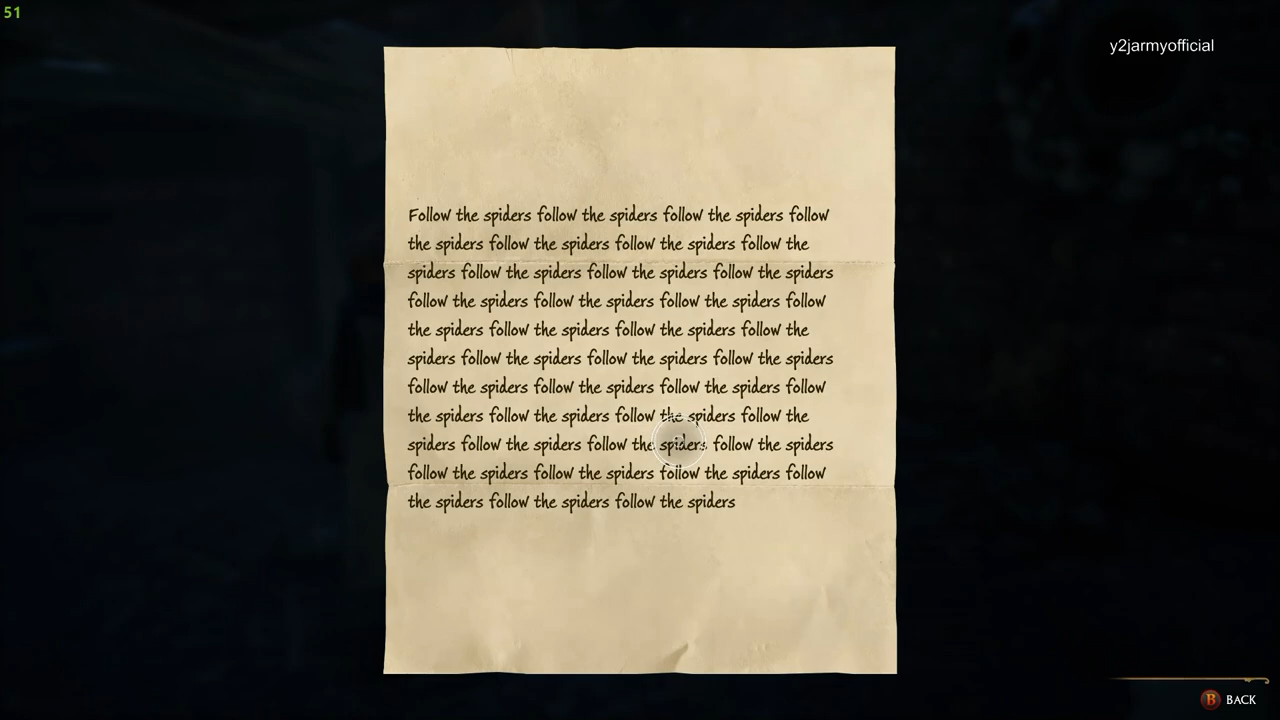 51
y2jarmyofficial
Follow the spiders follow the spiders follow the spiders follow
the spiders follow the spiders follow the spiders follow the
spiders follow the spiders follow the spiders follow the spiders
follow the spiders follow the spiders follow the spiders follow
the spiders follow the spiders follow the spiders follow the
spiders follow the spiders follow the spiders follow the spiders
follow the spiders follow the spiders follow the spiders follow
the spiders follow the spiders follow the spiders follow the
spiders follow the spiders follow the spiders follow the spiders
follow the spiders follow the spiders follow the spiders follow
the spiders follow the spiders follow the spiders
B BACK